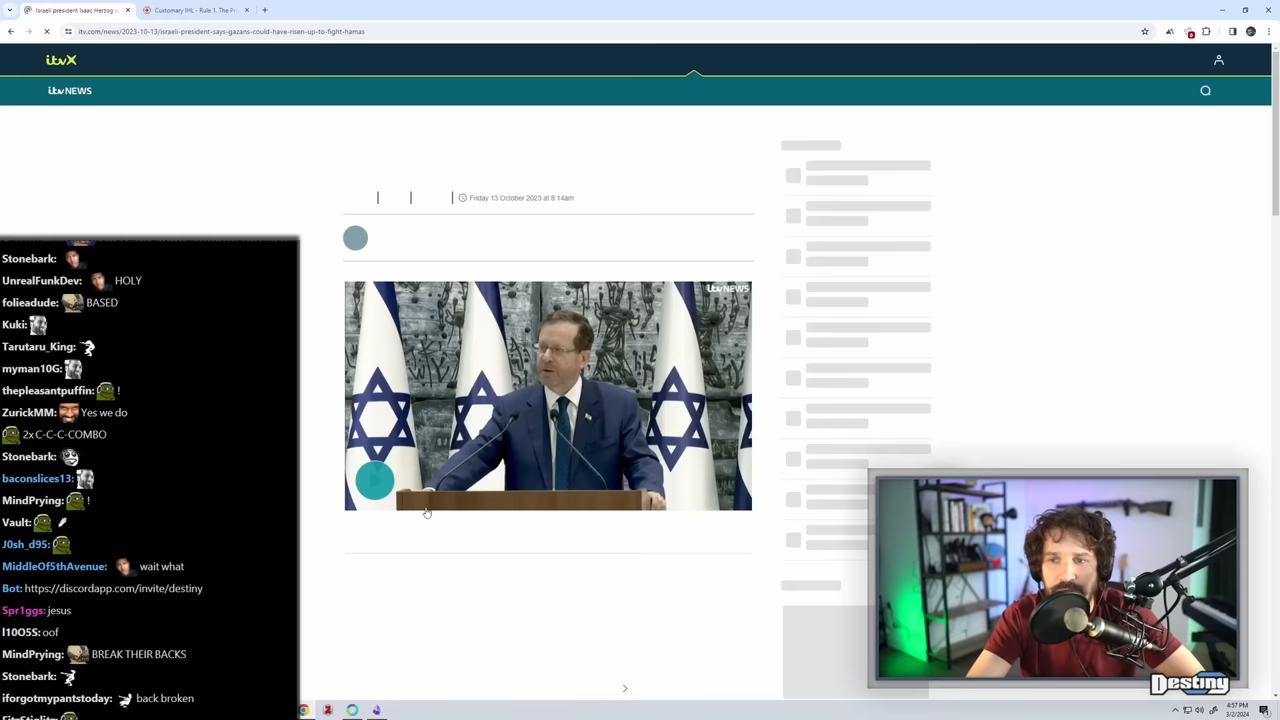 Israeli president Isaac Herzog s
Customary IHL - Rule 1. The Pri
itv.com/news/2023-10-13/israeli-president-says-gazans-could-have-risen-up-to-fight-hamas
itvX
itv NEWS
Friday 13 October 2023 at 8:14am
itv NEWS
Stonebark:
UnrealFunkDev: HOLY
folieadude: BASED
Kuki:
Tarutaru_King:
myman10G:
thepleasantpuffin: !
ZurickMM: Yes we do
2x C-C-C-COMBO
Stonebark:
baconslices13:
MindPrying: !
Vault:
J0sh_d95:
MiddleOf5thAvenue: wait what
Bot: https://discordapp.com/invite/destiny
Spr1ggs: jesus
l10O5S: oof
MindPrying: BREAK THEIR BACKS
Stonebark:
iforgotmypantstoday: back broken
Destiny
4:57 PM
3/2/2024